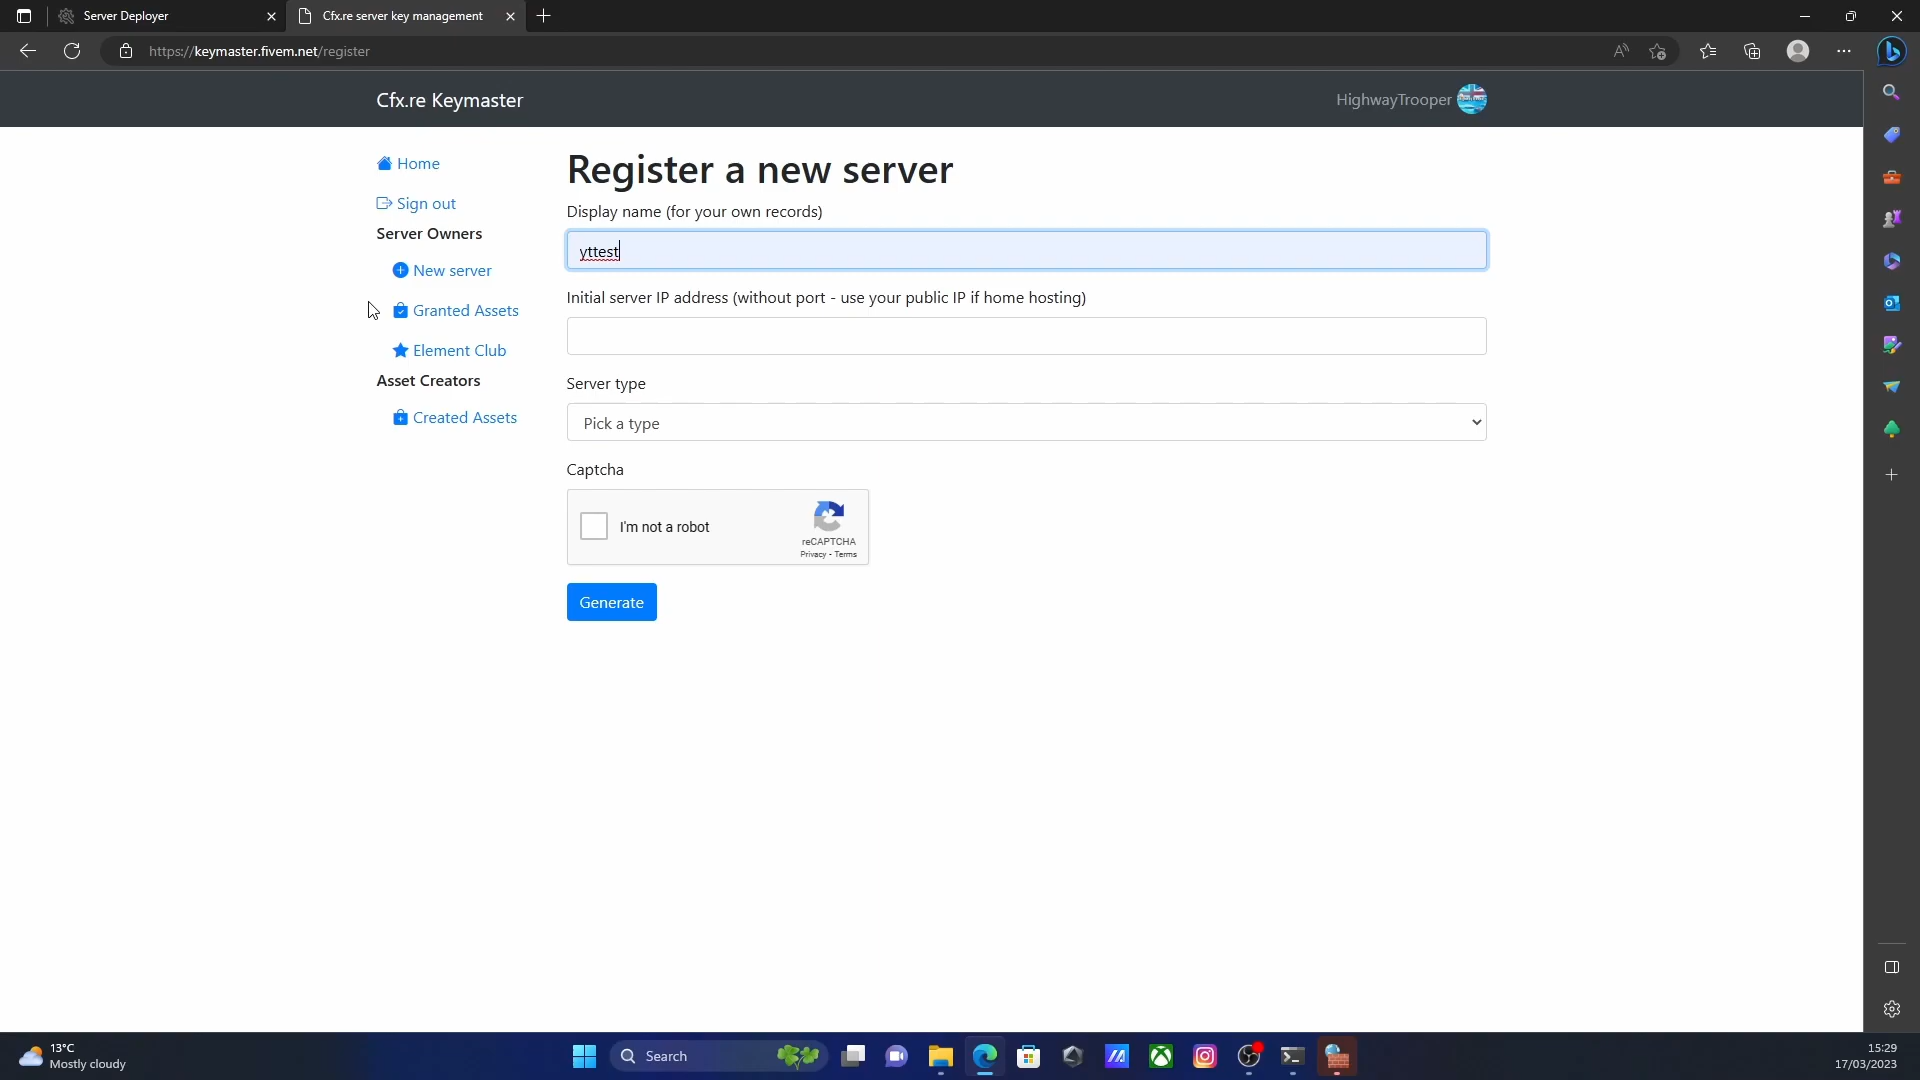 Server Deployer
Cfx.re server key management
https://keymaster.fivem.net/register
Cfx.re Keymaster
HighwayTrooper
Home
Sign out
Server Owners
New server
Granted Assets
Element Club
Asset Creators
Created Assets
Register a new server
Display name (for your own records)
yttest
Initial server IP address (without port - use your public IP if home hosting)
Server type
Pick a type
Captcha
I'm not a robot
reCAPTCHA
Privacy - Terms
Generate
13°C
Mostly cloudy
Search
15:29
17/03/2023